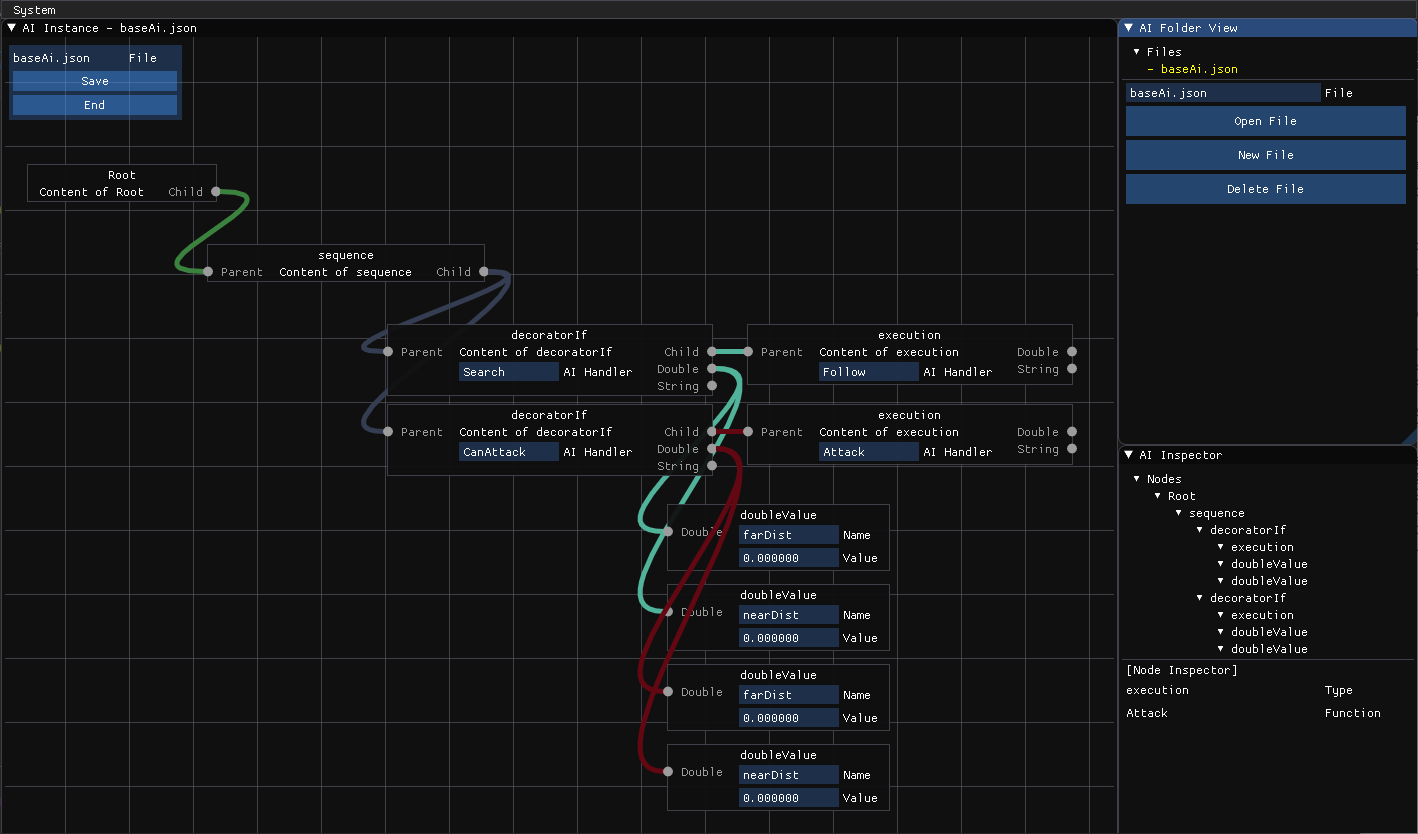 System
AI Instance - baseAi.json
baseAi.json File
Save
End
Root
Content of Root Child
sequence
Parent Content of sequence Child
decoratorIf
Parent Content of decoratorIf Child
Search AI Handler Double
String
execution
Parent Content of execution Double
Follow AI Handler String
decoratorIf
Parent Content of decoratorIf Child
CanAttack AI Handler Double
String
execution
Parent Content of execution Double
Attack AI Handler String
doubleValue
Double farDist Name
0.000000 Value
doubleValue
Double nearDist Name
0.000000 Value
doubleValue
Double farDist Name
0.000000 Value
doubleValue
Double nearDist Name
0.000000 Value
AI Folder View
Files
- baseAi.json
baseAi.json File
Open File
New File
Delete File
AI Inspector
Nodes
Root
sequence
decoratorIf
execution
doubleValue
doubleValue
decoratorIf
execution
doubleValue
doubleValue
[Node Inspector]
execution Type
Attack Function